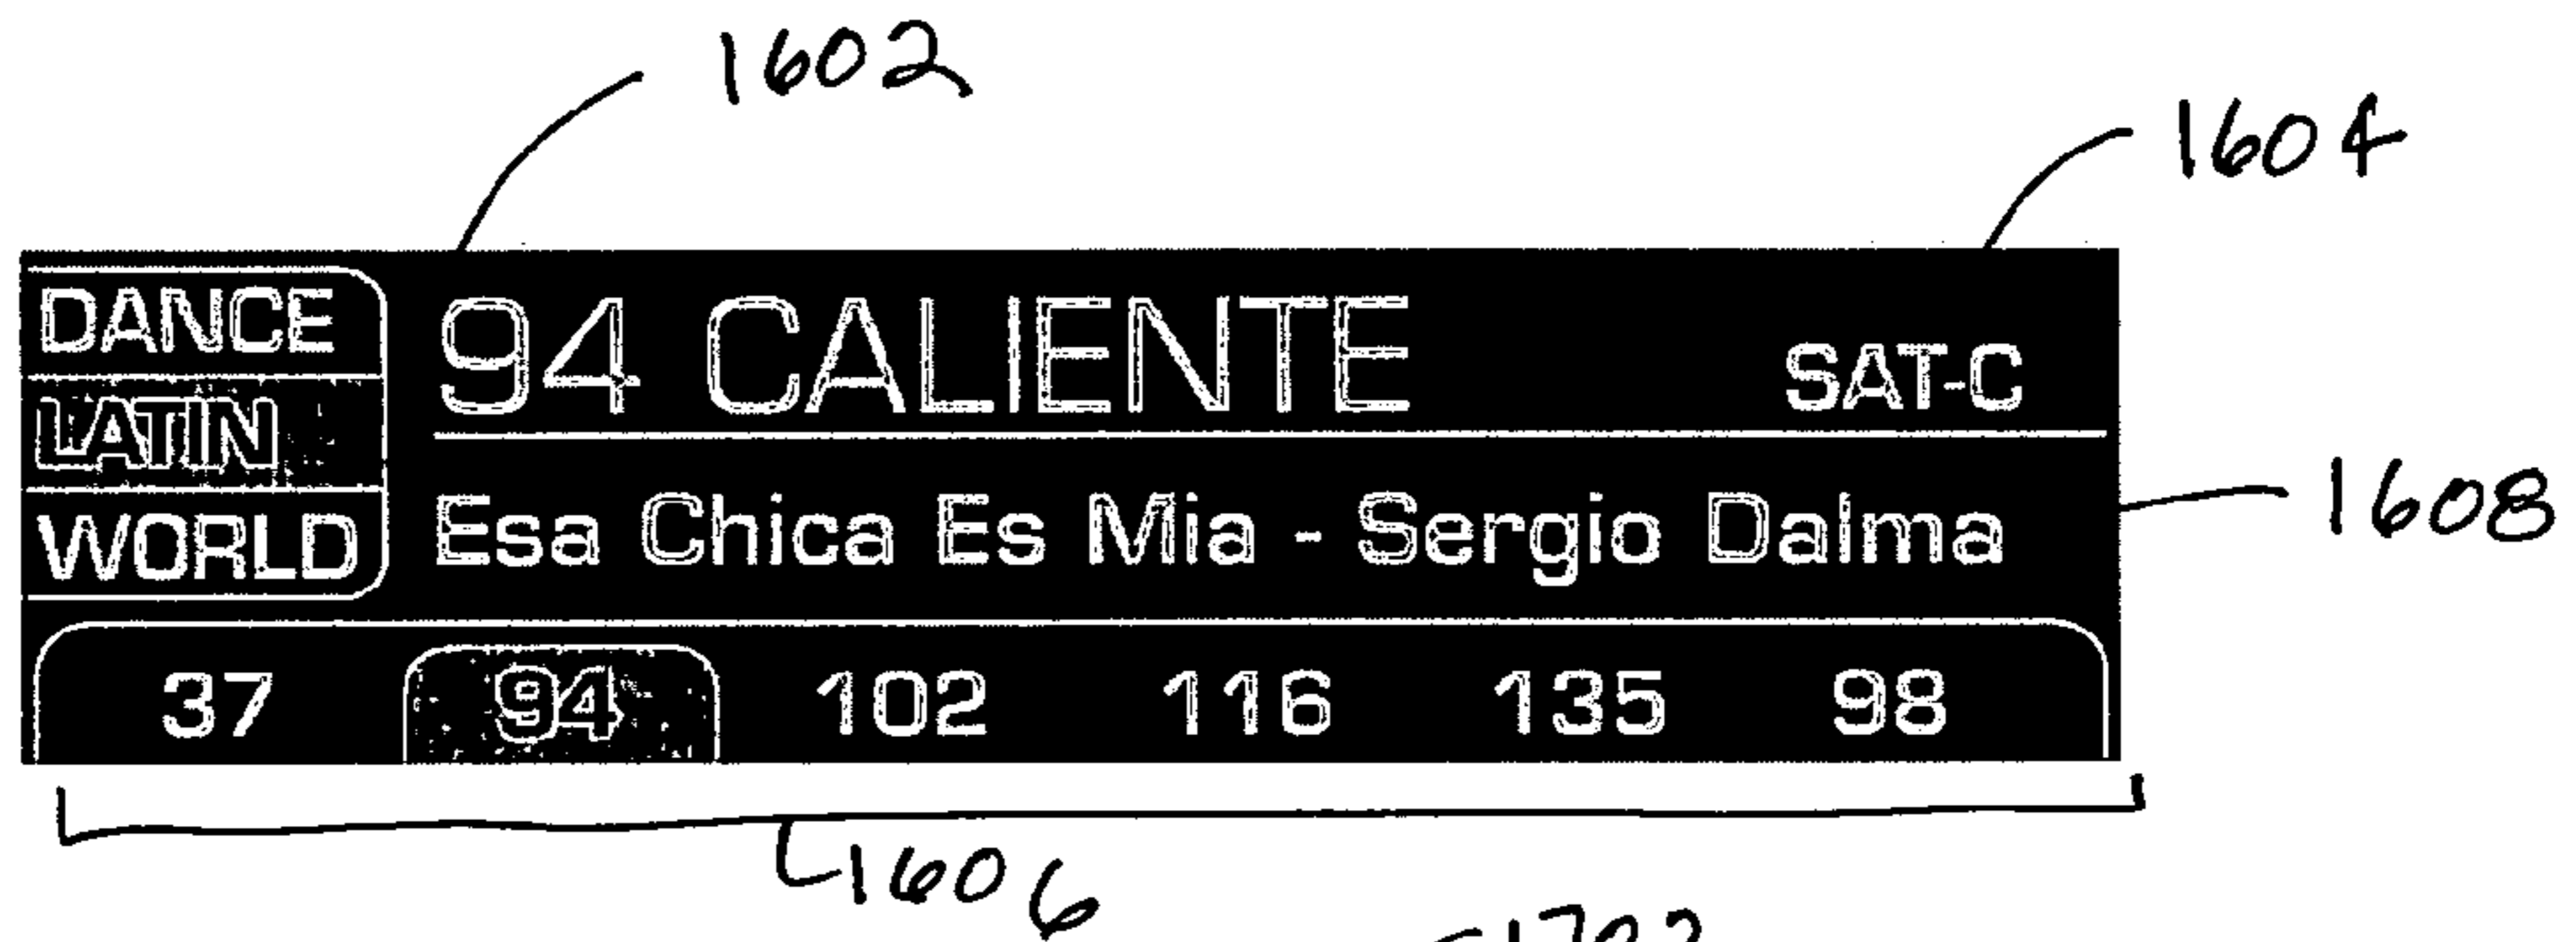 1602
1604
DANCE
94 CALIENTE
SAT-C
LATIN
Esa Chica Es Mia - Sergio Dalma
1608
WORLD
37 94 102 116 135 98
1606